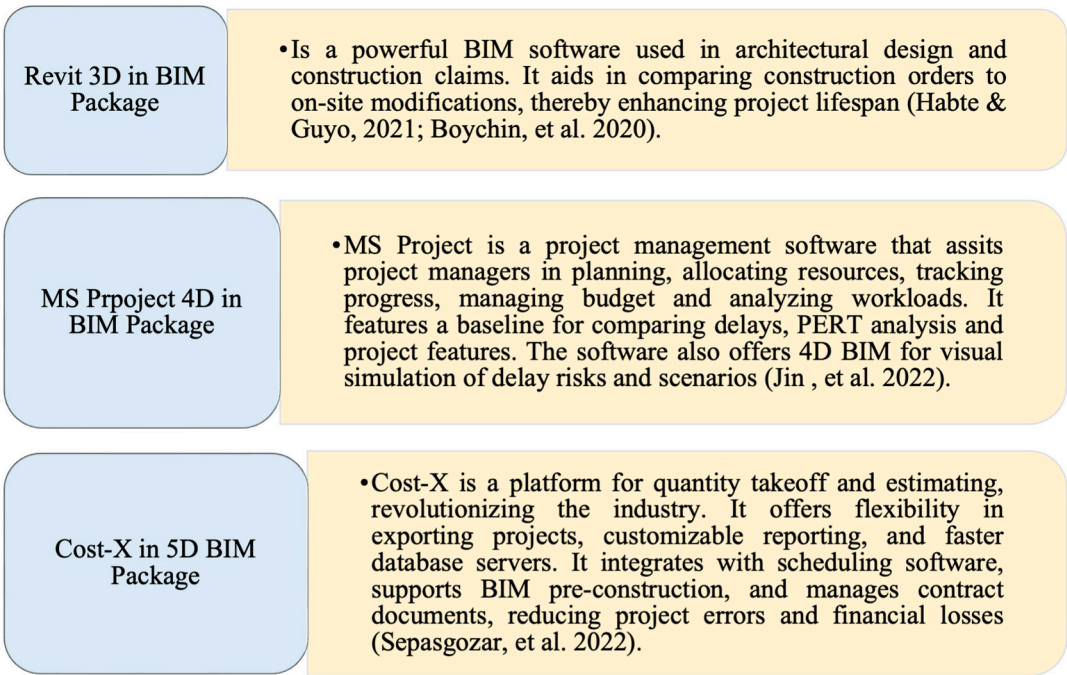 Revit 3D in BIM
Package
•Is a powerful BIM software used in architectural design and
construction claims. It aids in comparing construction orders to
on-site modifications, thereby enhancing project lifespan (Habte &
Guyo, 2021; Boychin, et al. 2020).
MS Prpoject 4D in
BIM Package
•MS Project is a project management software that assits
project managers in planning, allocating resources, tracking
progress, managing budget and analyzing workloads. It
features a baseline for comparing delays, PERT analysis and
project features. The software also offers 4D BIM for visual
simulation of delay risks and scenarios (Jin , et al. 2022).
Cost-X in 5D BIM
Package
•Cost-X is a platform for quantity takeoff and estimating,
revolutionizing the industry. It offers flexibility in
exporting projects, customizable reporting, and faster
database servers. It integrates with scheduling software,
supports BIM pre-construction, and manages contract
documents, reducing project errors and financial losses
(Sepasgozar, et al. 2022).